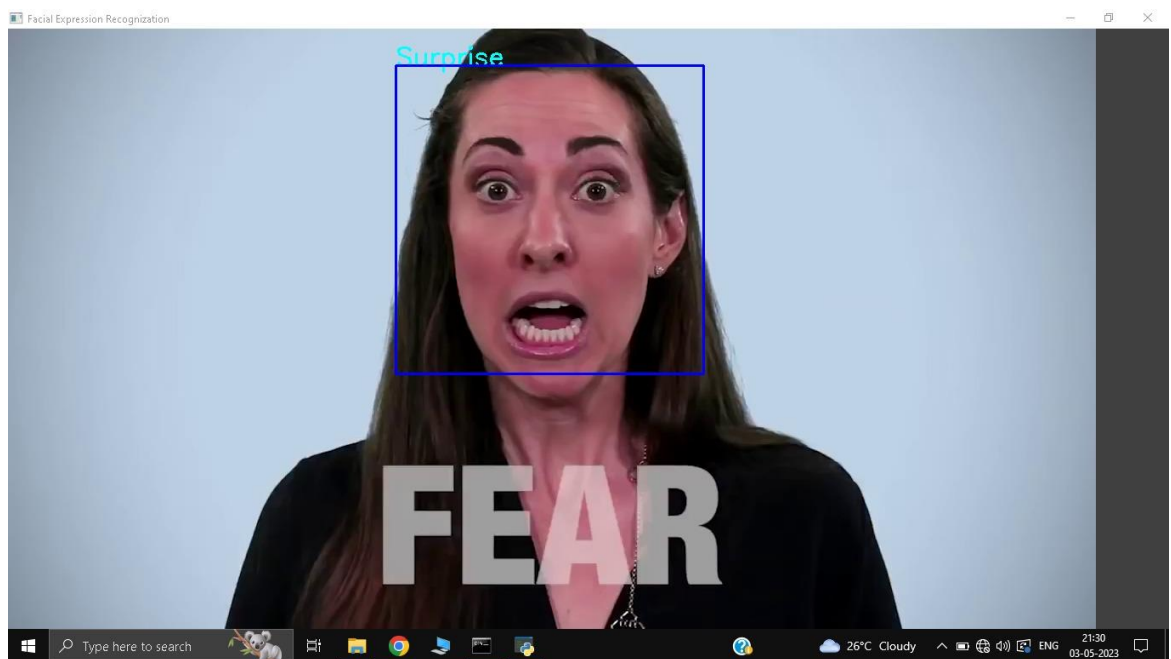 Facial Expression Recognization
Surprise
FEAR
Type here to search
26°C Cloudy
ENG
21:30
03-05-2023